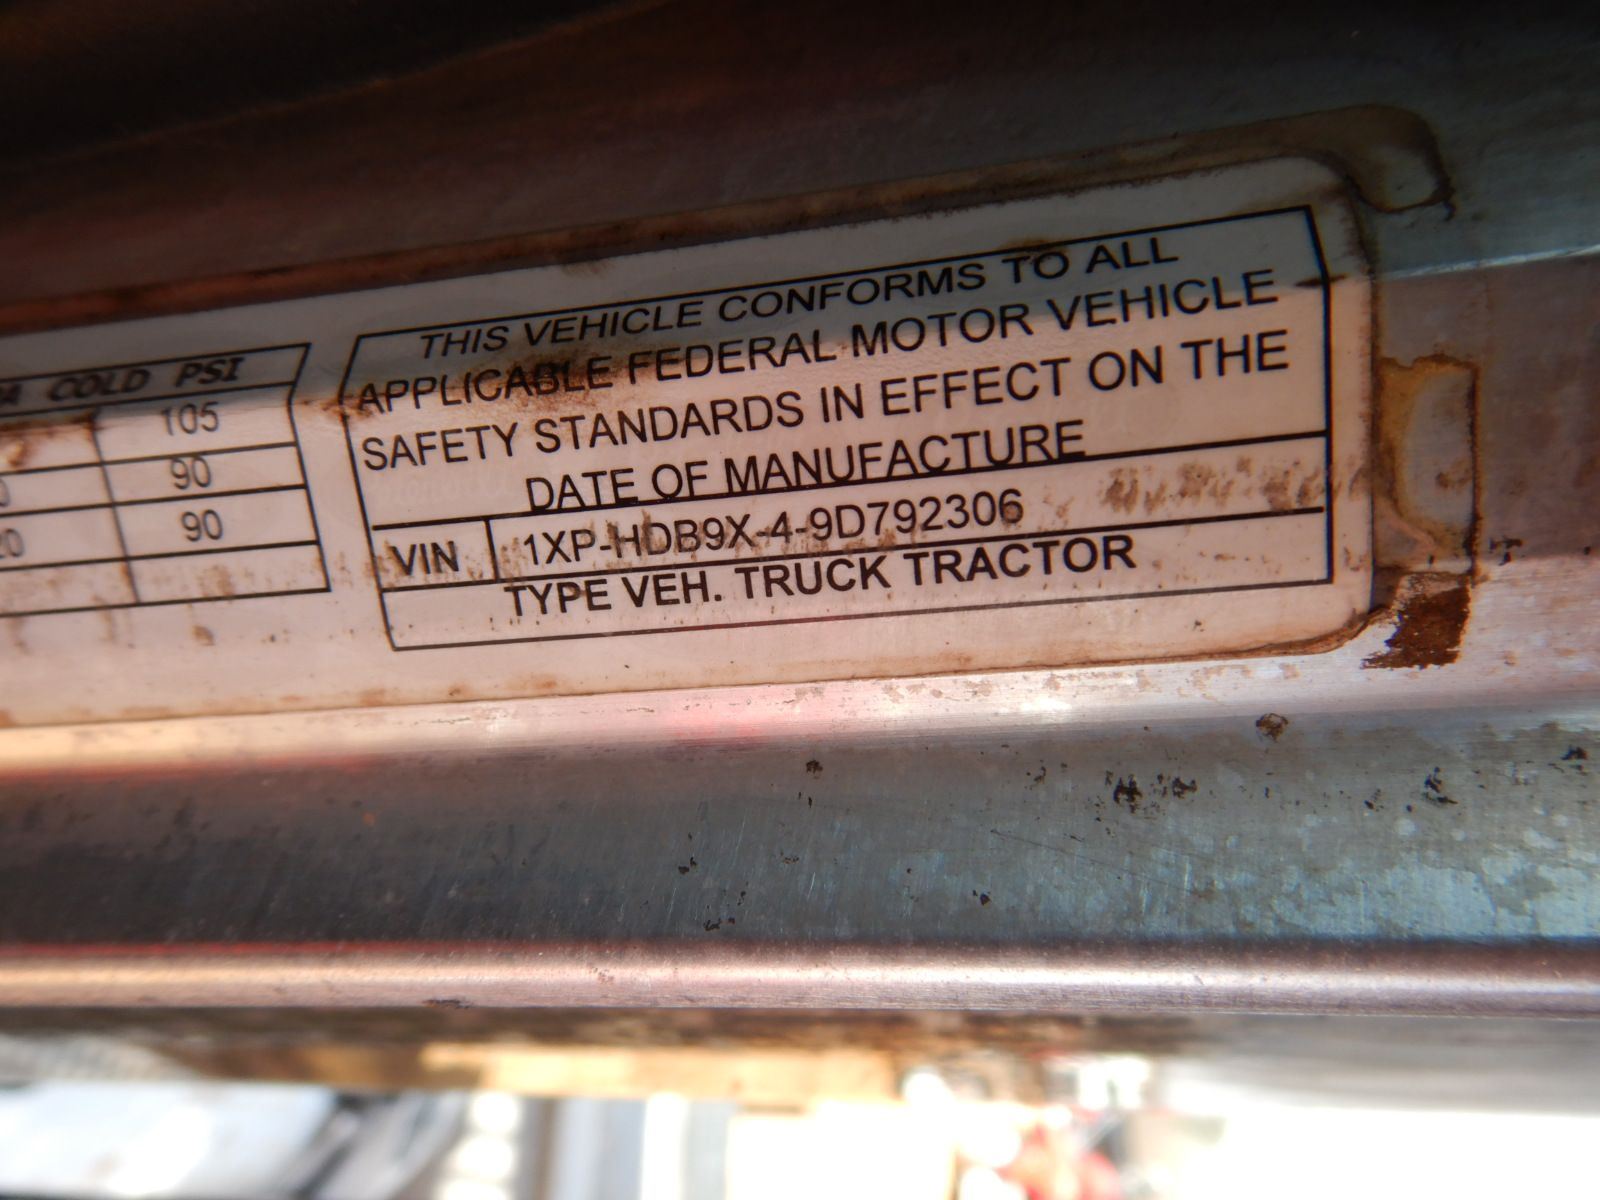 COLD PSI
105
90
20 90
THIS VEHICLE CONFORMS TO ALL
APPLICABLE FEDERAL MOTOR VEHICLE
SAFETY STANDARDS IN EFFECT ON THE
DATE OF MANUFACTURE
VIN 1XP-HDB9X-4-9D792306
TYPE VEH. TRUCK TRACTOR